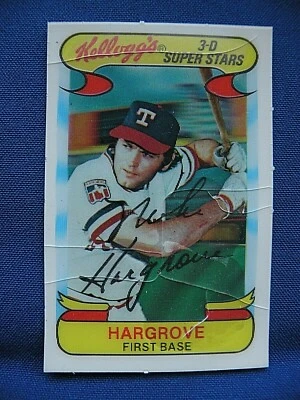 Kellogg's® 3-D
SUPER STARS
T
Mike
Hargrove
HARGROVE
FIRST BASE